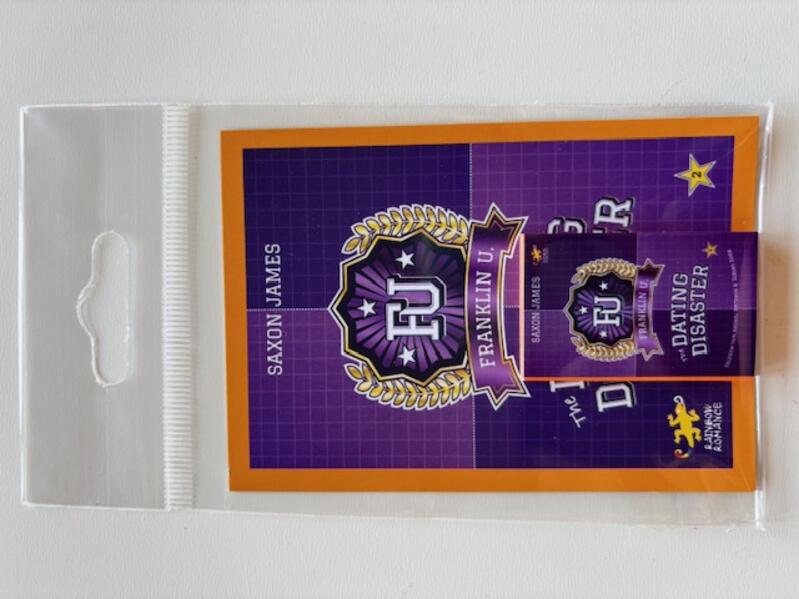 SAXON JAMES
FU
FRANKLIN U.
The
2
RAINBOW
ROMANCE
SAXON JAMES
FU
FRANKLIN U.
The
DATING
DISASTER